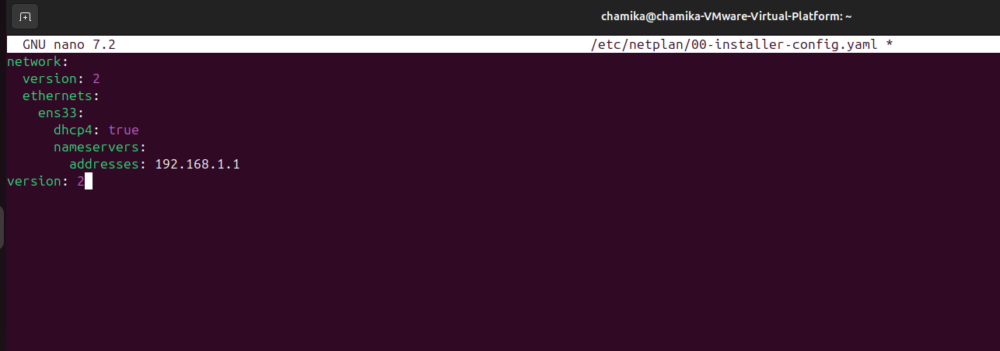 chamika@chamika-VMware-Virtual-Platform: ~
GNU nano 7.2 /etc/netplan/00-installer-config.yaml *
network:
  version: 2
  ethernets:
    ens33:
      dhcp4: true
      nameservers:
        addresses: 192.168.1.1
version: 2